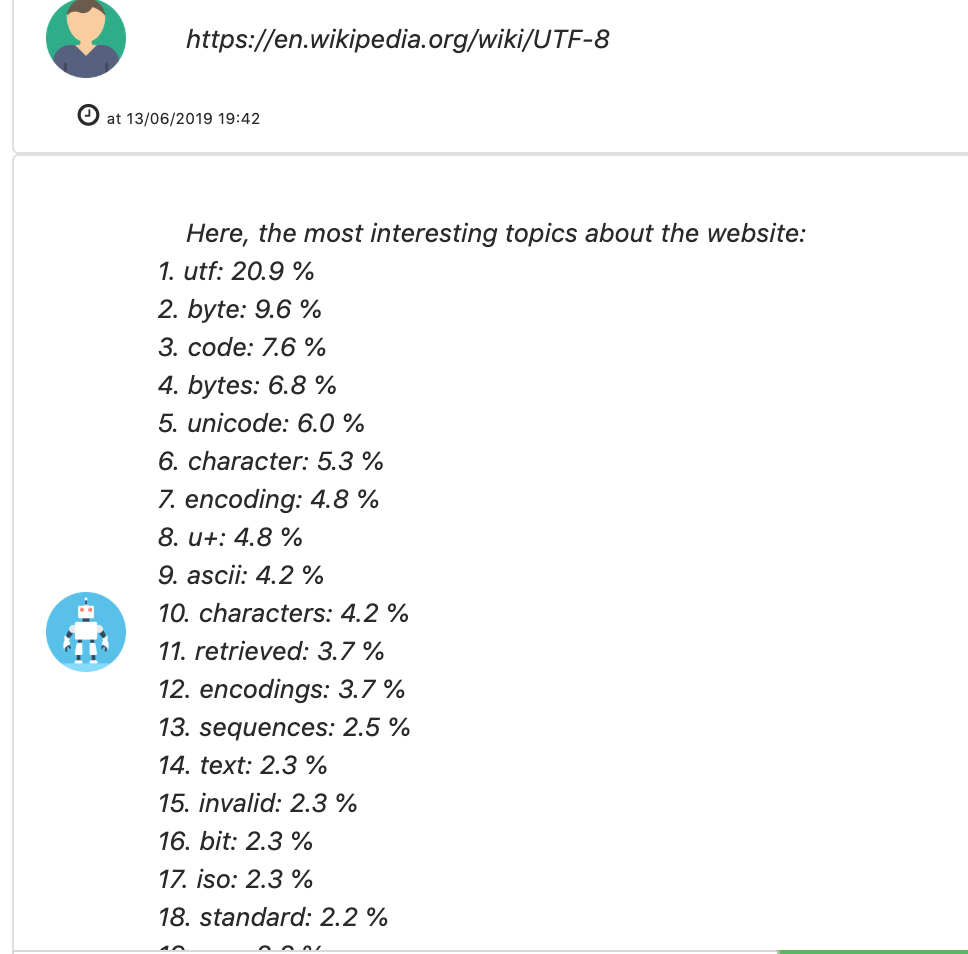 https://en.wikipedia.org/wiki/UTF-8
at 13/06/2019 19:42
Here, the most interesting topics about the website:
1. utf: 20.9 %
2. byte: 9.6 %
3. code: 7.6 %
4. bytes: 6.8 %
5. unicode: 6.0 %
6. character: 5.3 %
7. encoding: 4.8 %
8. u+: 4.8 %
9. ascii: 4.2 %
10. characters: 4.2 %
11. retrieved: 3.7 %
12. encodings: 3.7 %
13. sequences: 2.5 %
14. text: 2.3 %
15. invalid: 2.3 %
16. bit: 2.3 %
17. iso: 2.3 %
18. standard: 2.2 %